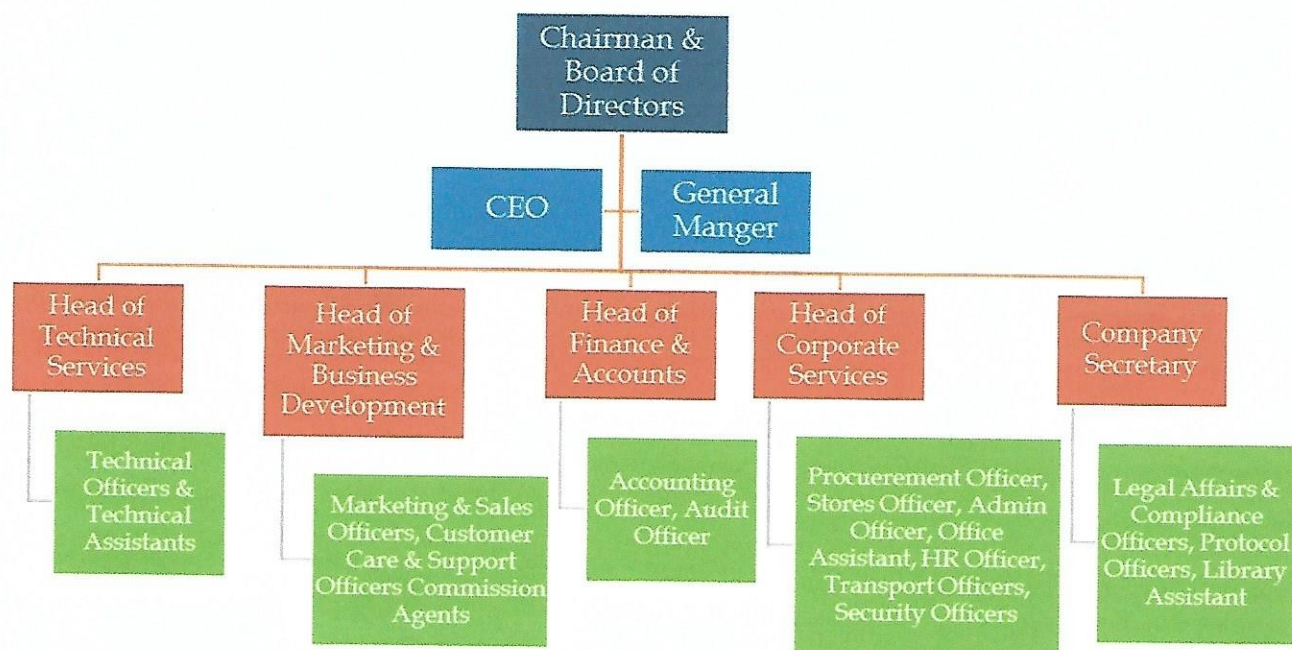 Chairman &
Board of
Directors
CEO
General
Manger
Head of
Technical
Services
Head of
Marketing &
Business
Development
Head of
Finance &
Accounts
Head of
Corporate
Services
Company
Secretary
Technical
Officers &
Technical
Assistants
Marketing & Sales
Officers, Customer
Care & Support
Officers Commission
Agents
Accounting
Officer, Audit
Officer
Procurement Officer,
Stores Officer, Admin
Officer, Office
Assistant, HR Officer,
Transport Officers,
Security Officers
Legal Affairs &
Compliance
Officers, Protocol
Officers, Library
Assistant